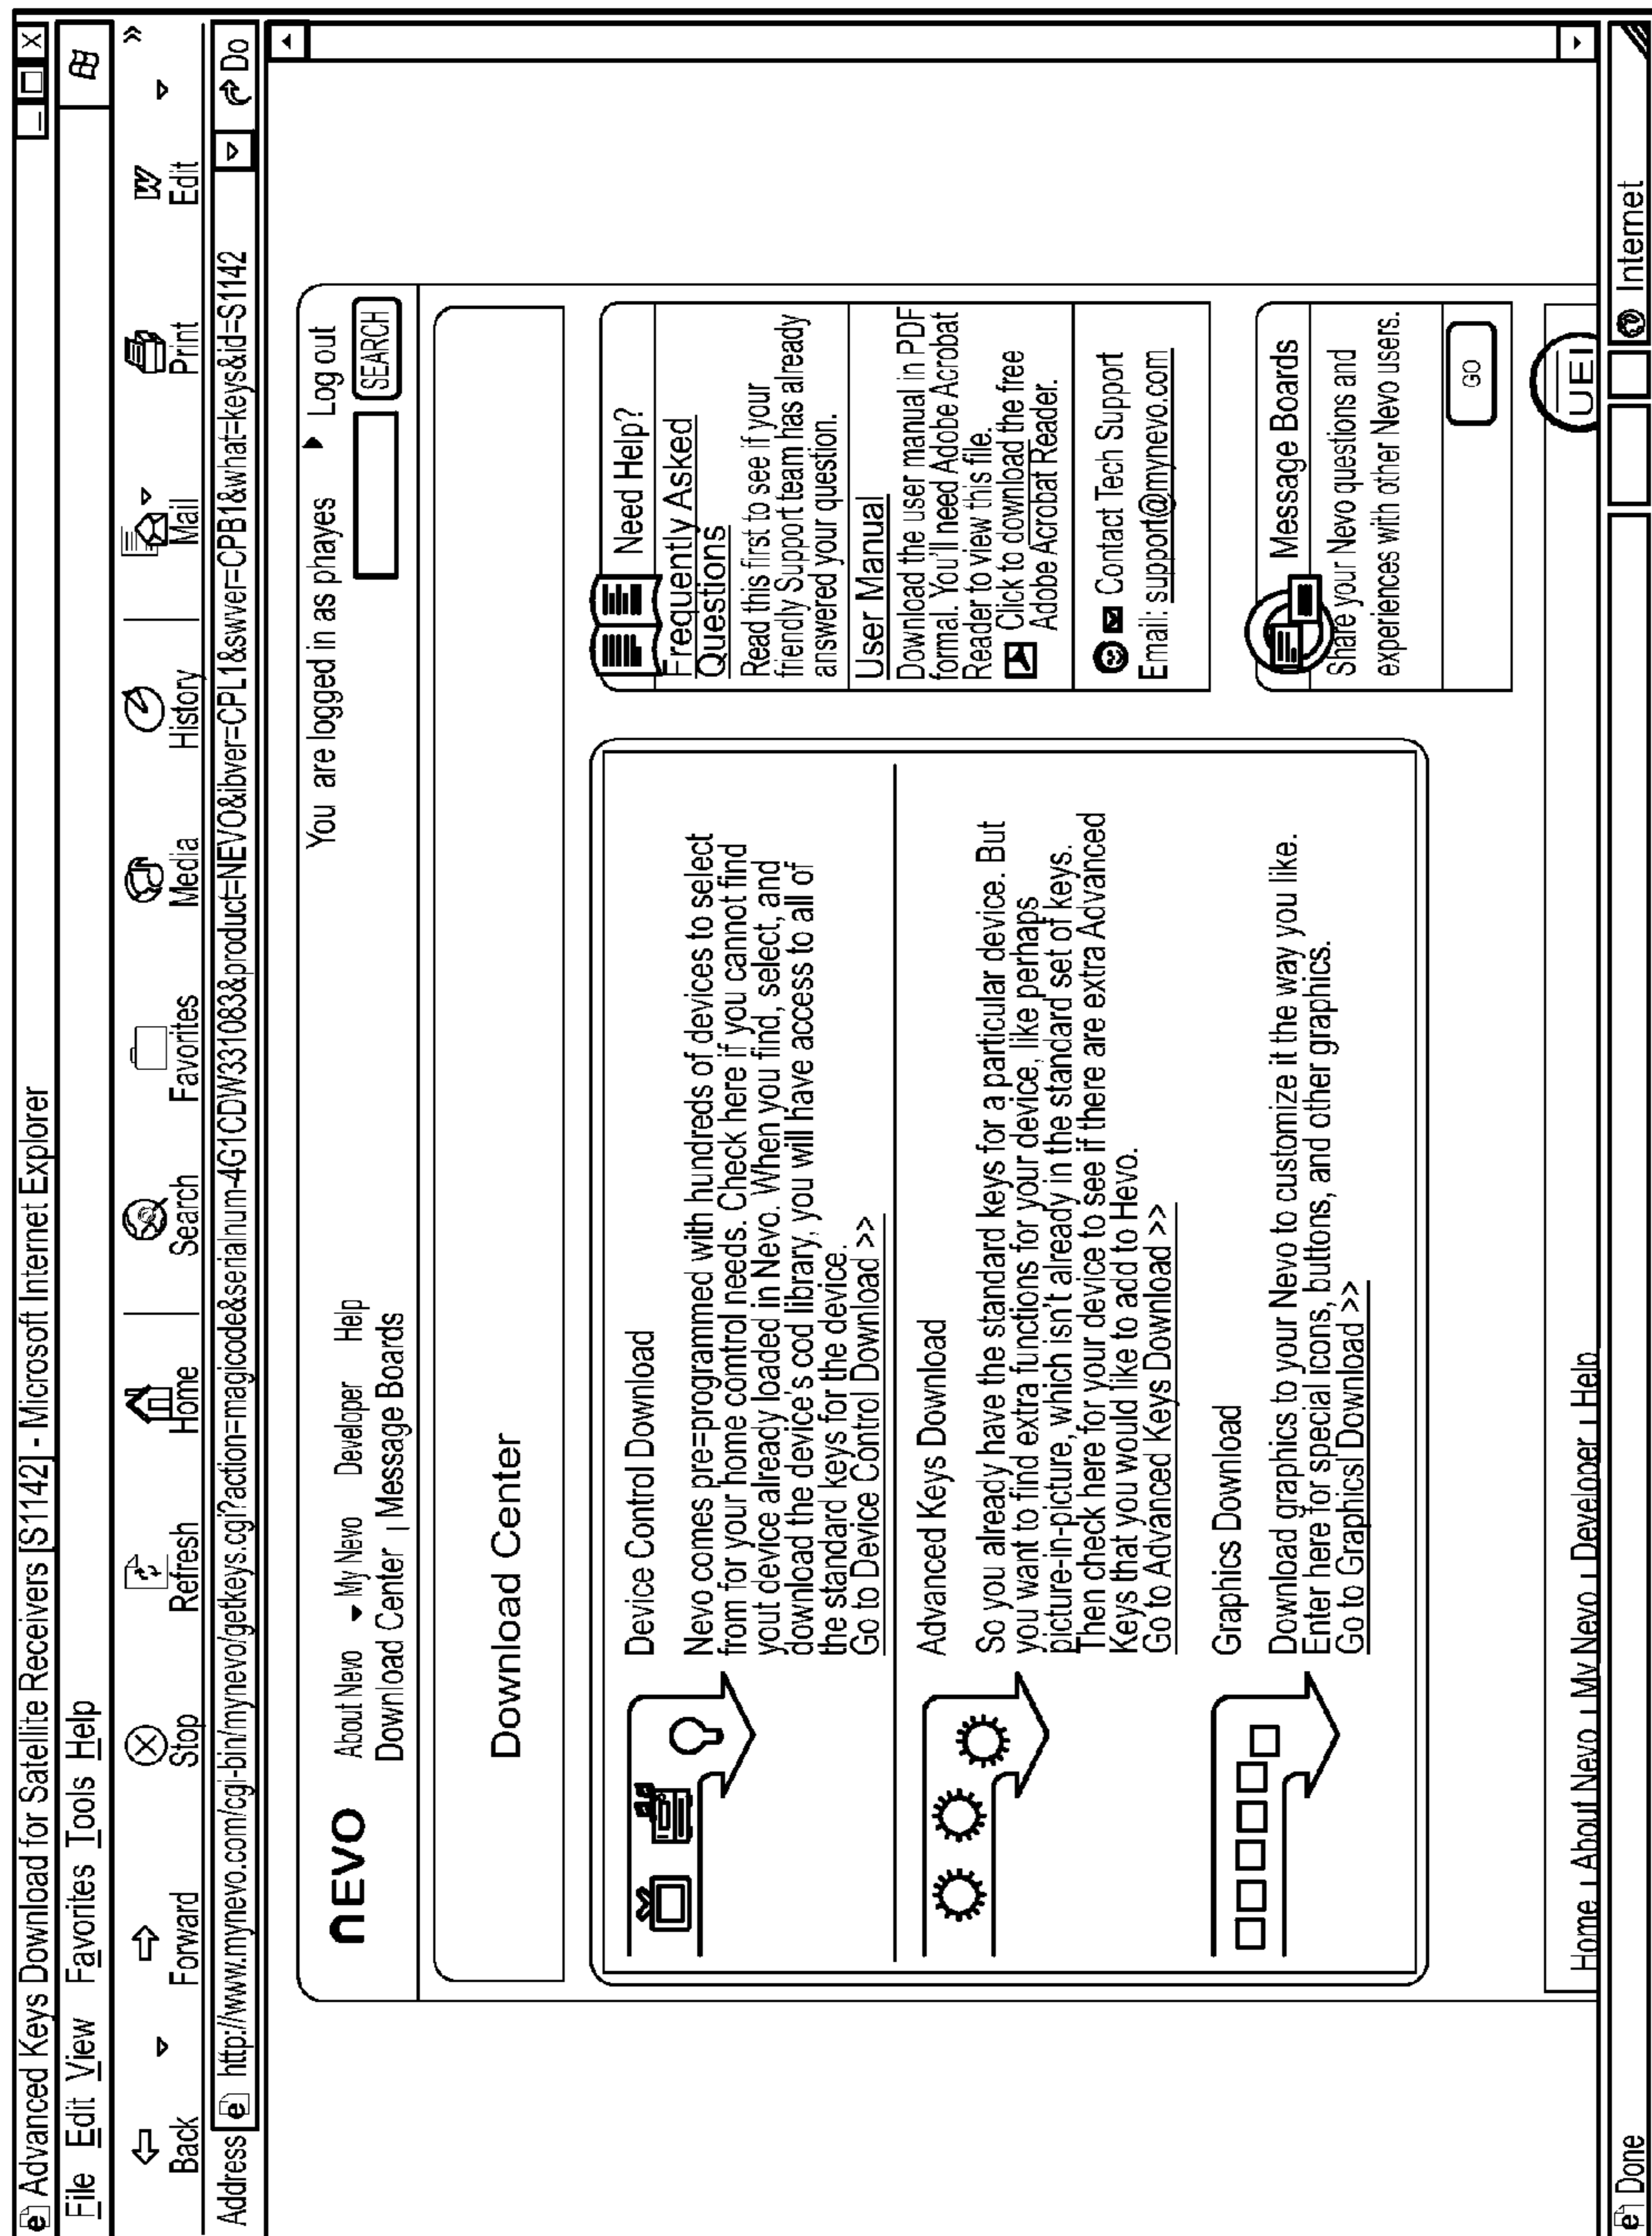 Advanced Keys Download for Satellite Receivers [S1142] - Microsoft Internet Explorer
File Edit View Favorites Tools Help
Back Forward Stop Refresh Home Search Favorites Media History Mail Print Edit
Address http://www.mynevo.com/cgi-bin/mynevo/getkeys.cgi?action=magicode&serialnum-4G1CDW331083&product=NEVO&ibver=CPL1&swver=CPB1&what=keys&id=S1142 Do
You are logged in as phayes Log out
nEVO
About Nevo My Nevo Developer Help
SEARCH
Download Center | Message Boards
Download Center
Device Control Download
Nevo comes pre=programmed with hundreds of devices to select
from for your home comtrol needs. Check here if you cannot find
yout device already loaded in Nevo. When you find, select, and
download the device's cod library, you will have access to all of
the standard keys for the device.
Go to Device Control Download >>
Advanced Keys Download
So you already have the standard keys for a particular device. But
you want to find extra functions for your device, like perhaps
picture-in-picture, which isn't already in the standard set of keys.
Then check here for your device to see if there are extra Advanced
Keys that you would like to add to Hevo.
Go to Advanced Keys Download >>
Graphics Download
Download graphics to your Nevo to customize it the way you like.
Enter here for special icons, buttons, and other graphics.
Go to Graphicsl Download >>
Need Help?
Frequently Asked
Questions
Read this first to see if your
friendly Support team has already
answered your question.
User Manual
Download the user manual in PDF
formal. You'll need Adobe Acrobat
Reader to view this file.
Click to download the free
Adobe Acrobat Reader.
Contact Tech Support
Email: support@mynevo.com
Message Boards
Share your Nevo questions and
experiences with other Nevo users.
GO
UEI
Home | About Nevo | My Nevo | Developer | Help
Done Internet